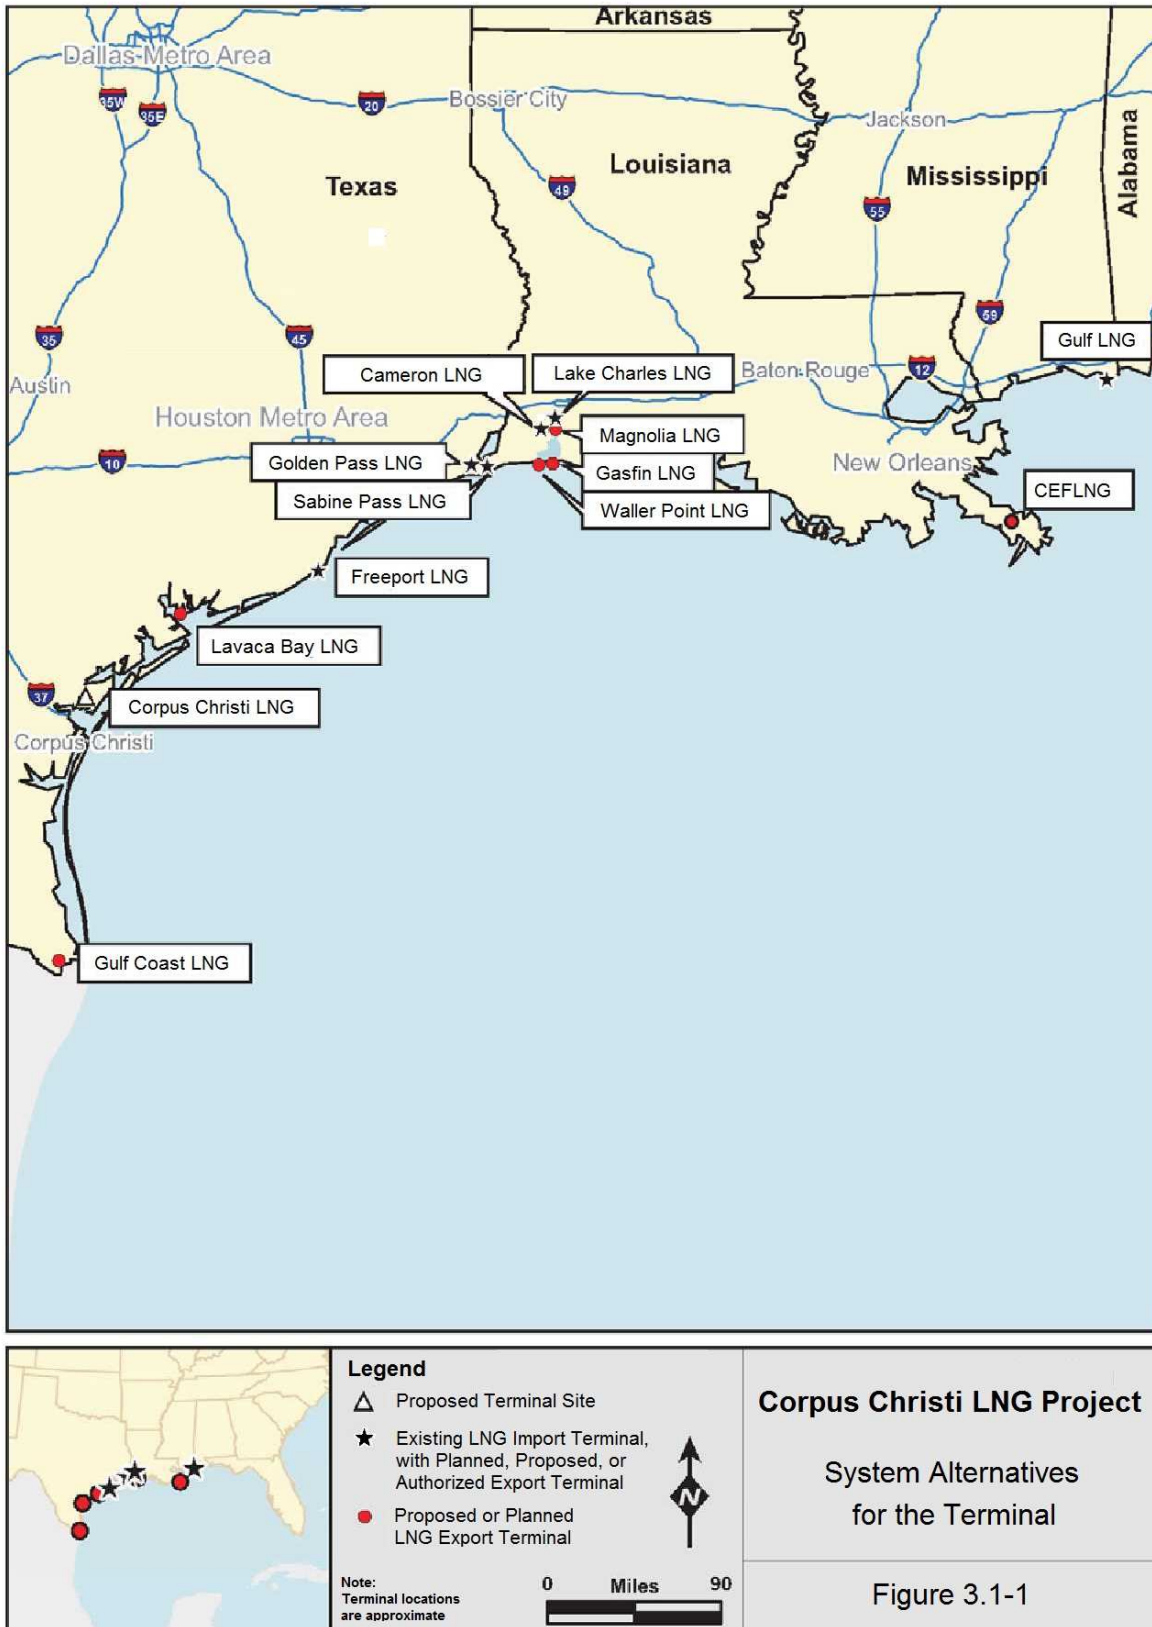 Arkansas
Dallas Metro Area
35W
35E
20
Bossier City
Jackson
Alabama
Texas
Louisiana
Mississippi
49
55
35
45
59
Gulf LNG
Austin
Cameron LNG
Lake Charles LNG
Baton Rouge
12
Houston Metro Area
Magnolia LNG
10
Golden Pass LNG
Gasfin LNG
New Orleans
Sabine Pass LNG
Waller Point LNG
CEFLNG
Freeport LNG
Lavaca Bay LNG
37
Corpus Christi LNG
Corpus Christi
Gulf Coast LNG
Legend
Proposed Terminal Site
Existing LNG Import Terminal,
with Planned, Proposed, or
Authorized Export Terminal
Proposed or Planned
LNG Export Terminal
N
Note:
Terminal locations
are approximate
0 Miles 90
Corpus Christi LNG Project
System Alternatives
for the Terminal
Figure 3.1-1